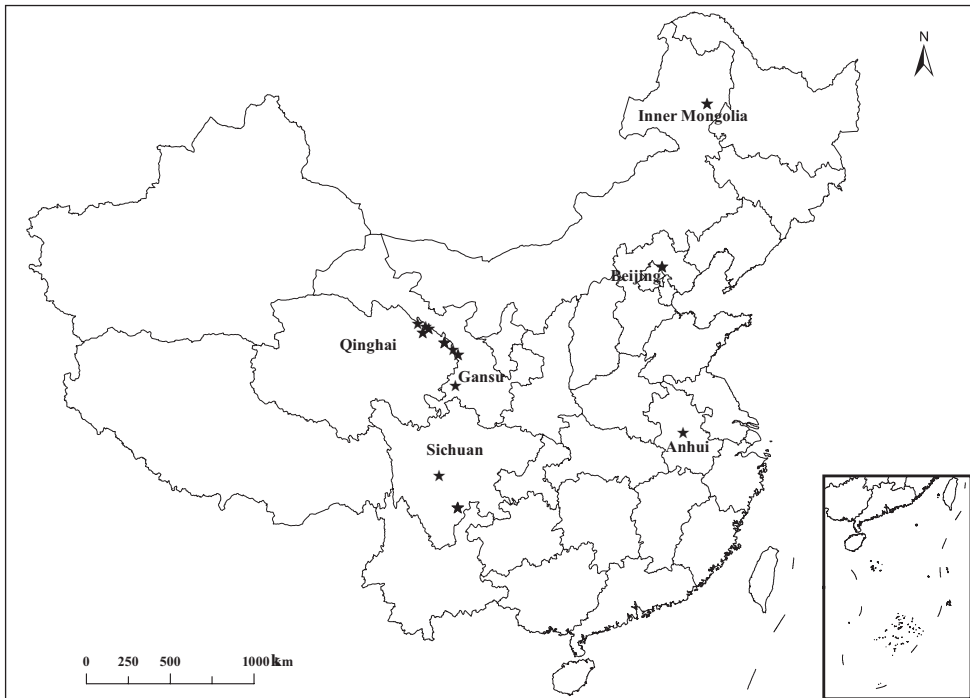 N
Inner Mongolia
Beijing
Qinghai
Gansu
Sichuan
Anhui
0 250 500 1000 km